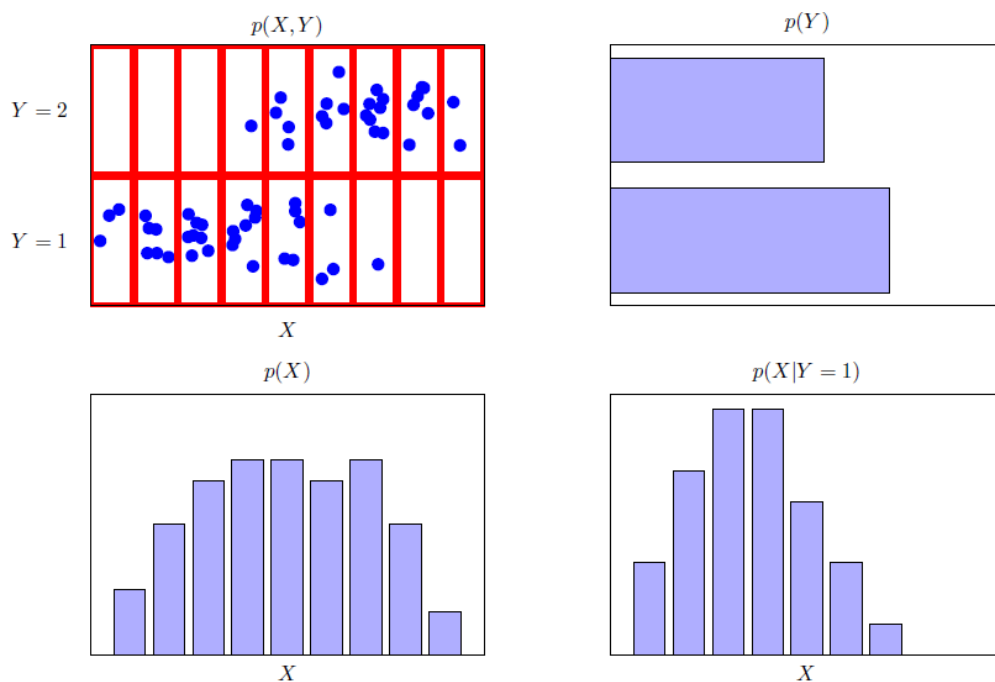 p(X, Y)
p(Y)
Y = 2
Y = 1
X
p(X)
p(X|Y = 1)
X
X